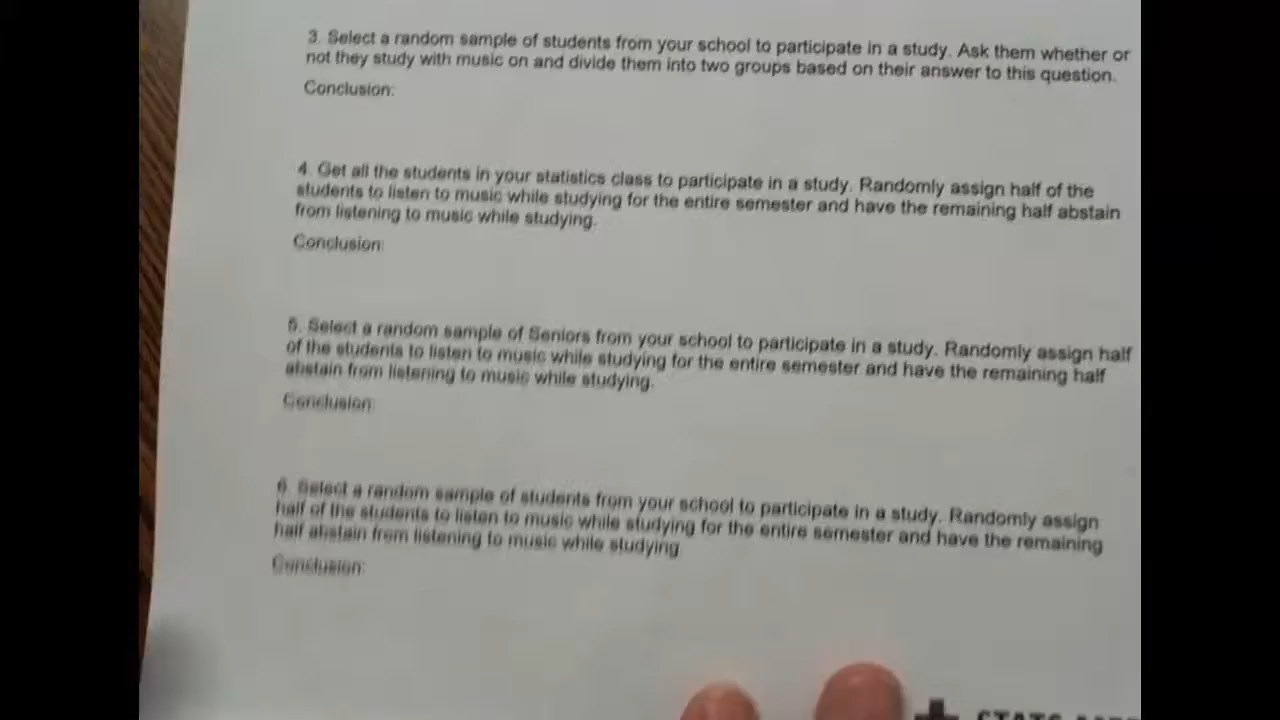 3. Select a random sample of students from your school to participate in a study. Ask them whether or
not they study with music on and divide them into two groups based on their answer to this question.
Conclusion:
4. Get all the students in your statistics class to participate in a study. Randomly assign half of the
students to listen to music while studying for the entire semester and have the remaining half abstain
from listening to music while studying.
Conclusion:
5. Select a random sample of Seniors from your school to participate in a study. Randomly assign half
of the students to listen to music while studying for the entire semester and have the remaining half
abstain from listening to music while studying.
Conclusion:
6. Select a random sample of students from your school to participate in a study. Randomly assign
half of the students to listen to music while studying for the entire semester and have the remaining
half abstain from listening to music while studying.
Conclusion:
STATS